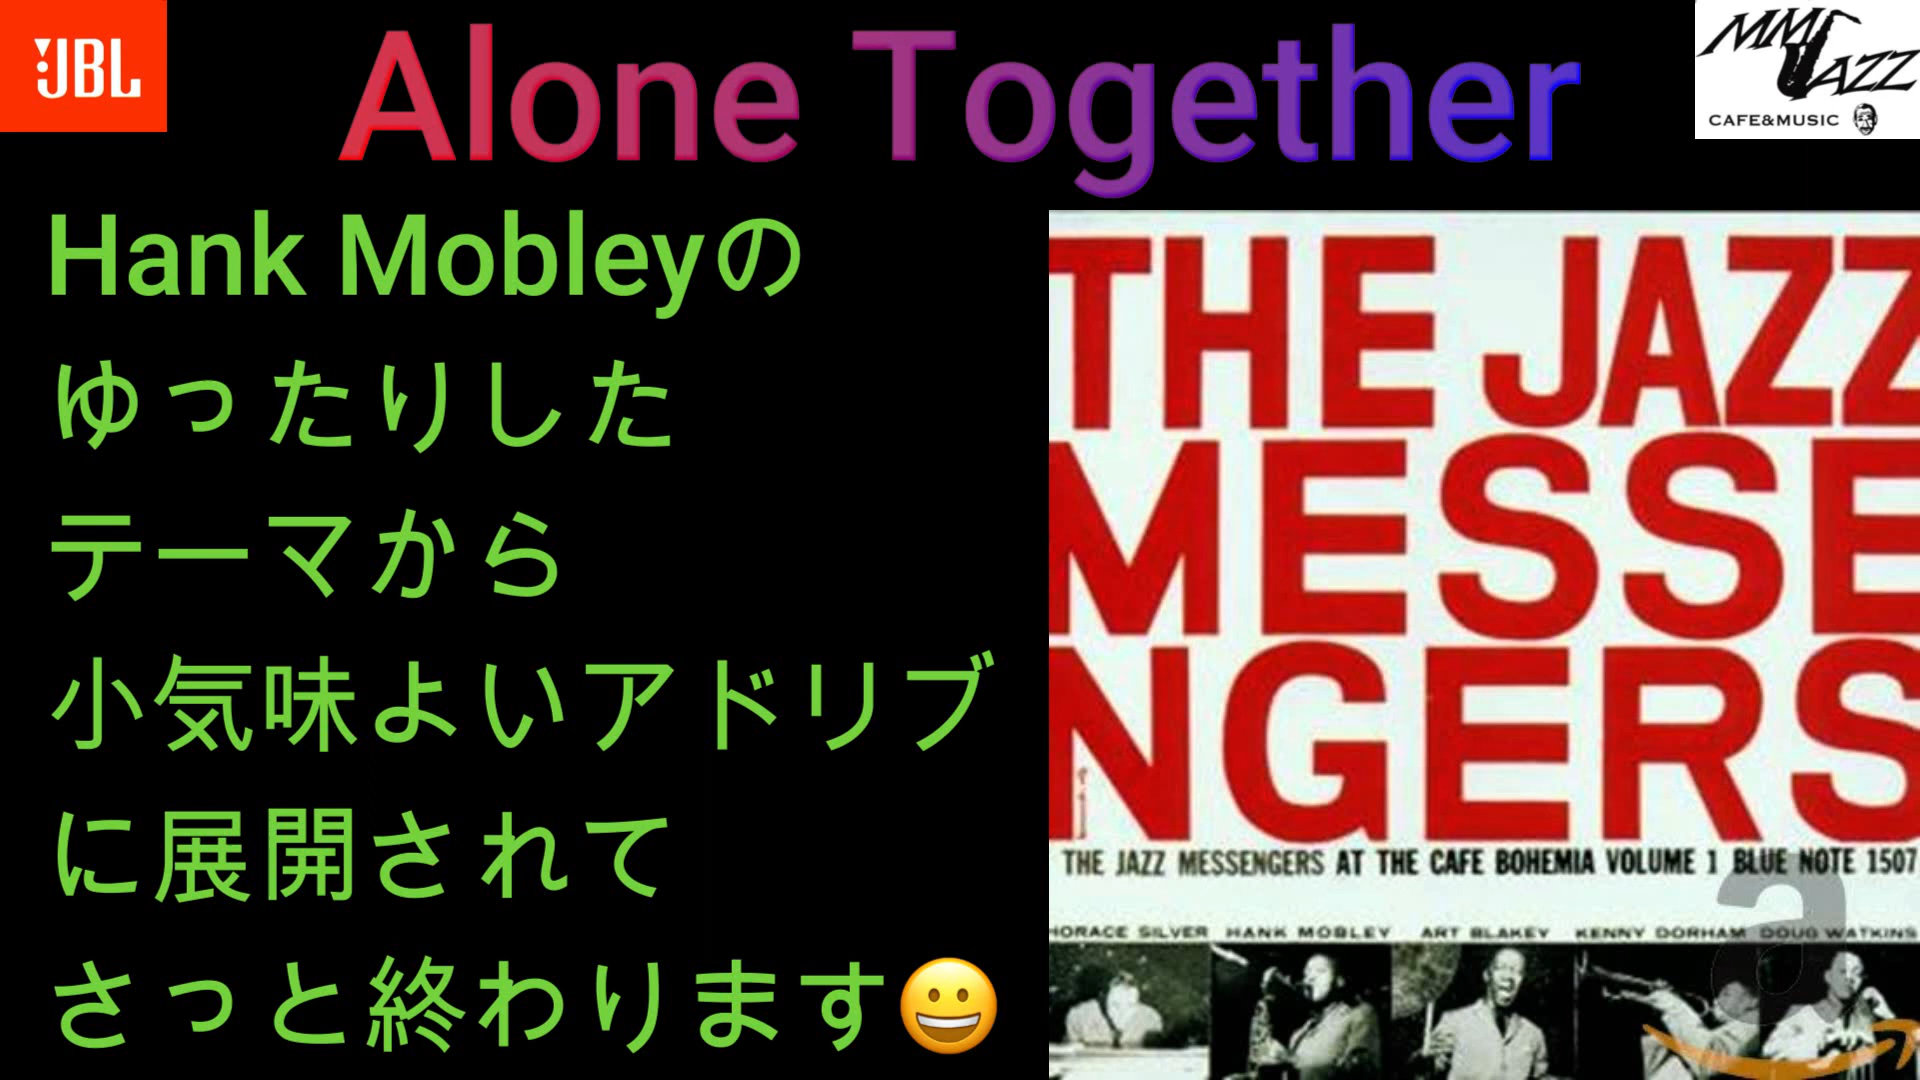 JBL
Alone Together
MMJAZZ
CAFE&MUSIC
Hank Mobleyの
ゆったりした
テーマから
小気味よいアドリブ
に展開されて
さっと終わります😀
THE JAZZ
MESSE
NGERS
THE JAZZ MESSENGERS AT THE CAFE BOHEMIA VOLUME 1 BLUE NOTE 1507
HORACE SILVER HANK MOBLEY ART BLAKEY KENNY DORHAM DOUG WATKINS
a